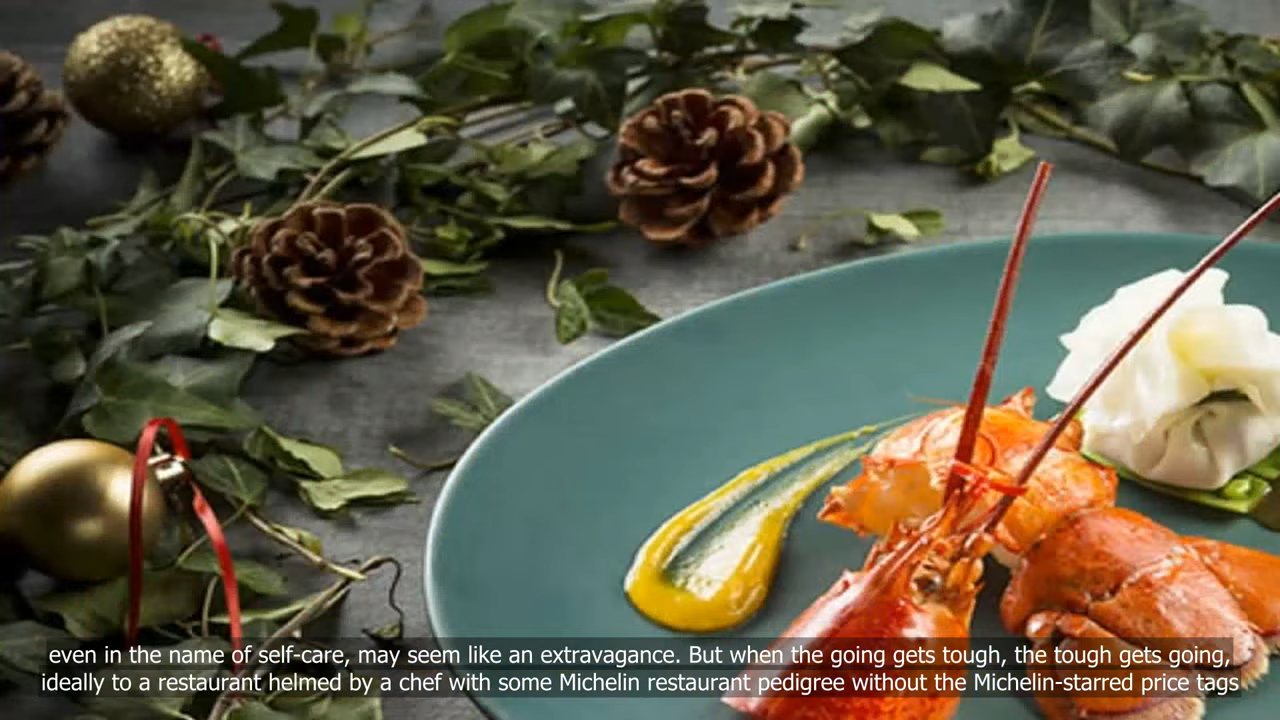 even in the name of self-care, may seem like an extravagance. But when the going gets tough, the tough gets going,
ideally to a restaurant helmed by a chef with some Michelin restaurant pedigree without the Michelin-starred price tags